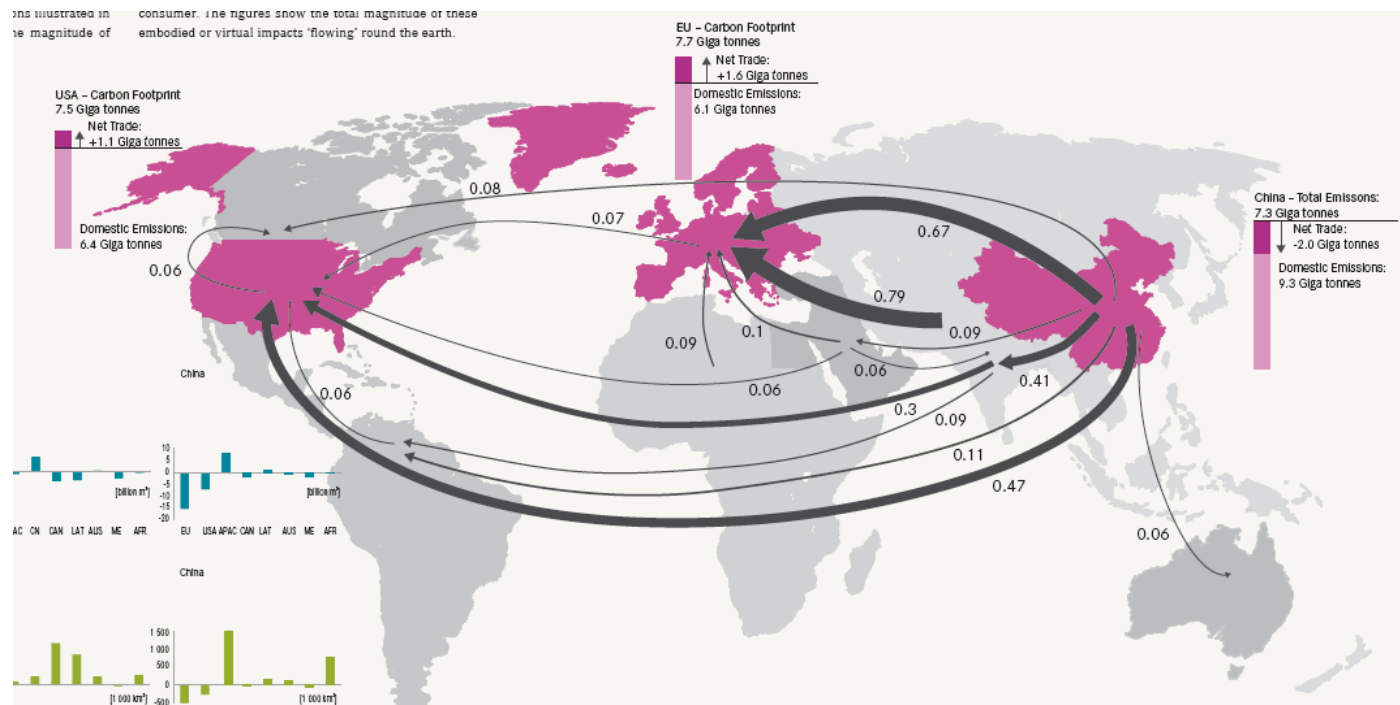 ons illustrated in
he magnitude of
consumer. The figures show the total magnitude of these
embodied or virtual impacts 'flowing' round the earth.
USA – Carbon Footprint
7.5 Giga tonnes
Net Trade:
+1.1 Giga tonnes
Domestic Emissions:
6.4 Giga tonnes
EU – Carbon Footprint
7.7 Giga tonnes
Net Trade:
+1.6 Giga tonnes
Domestic Emissions:
6.1 Giga tonnes
China – Total Emissons:
7.3 Giga tonnes
Net Trade:
-2.0 Giga tonnes
Domestic Emissions:
9.3 Giga tonnes
0.08
0.07
0.67
0.06
0.79
0.1
0.09
0.09
0.06
0.06
0.41
0.06
0.3
0.09
0.11
0.47
0.06
China
10
5
0
-5
-10
-15
-20
[billion m³]
[billion m³]
AC CN CAN LAT AUS ME AFR
EU USA APAC CAN LAT AUS ME AFR
China
1 500
1 000
500
0
-500
[1 000 km²]
[1 000 km²]